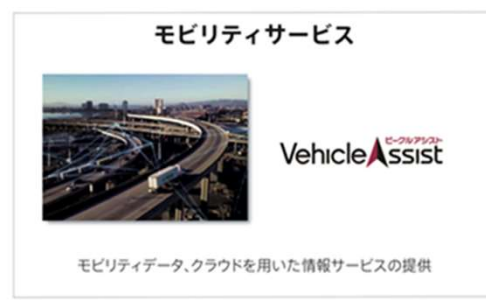 モビリティサービス
ビークルアシスト
VehicleAssist
モビリティデータ、クラウドを用いた情報サービスの提供